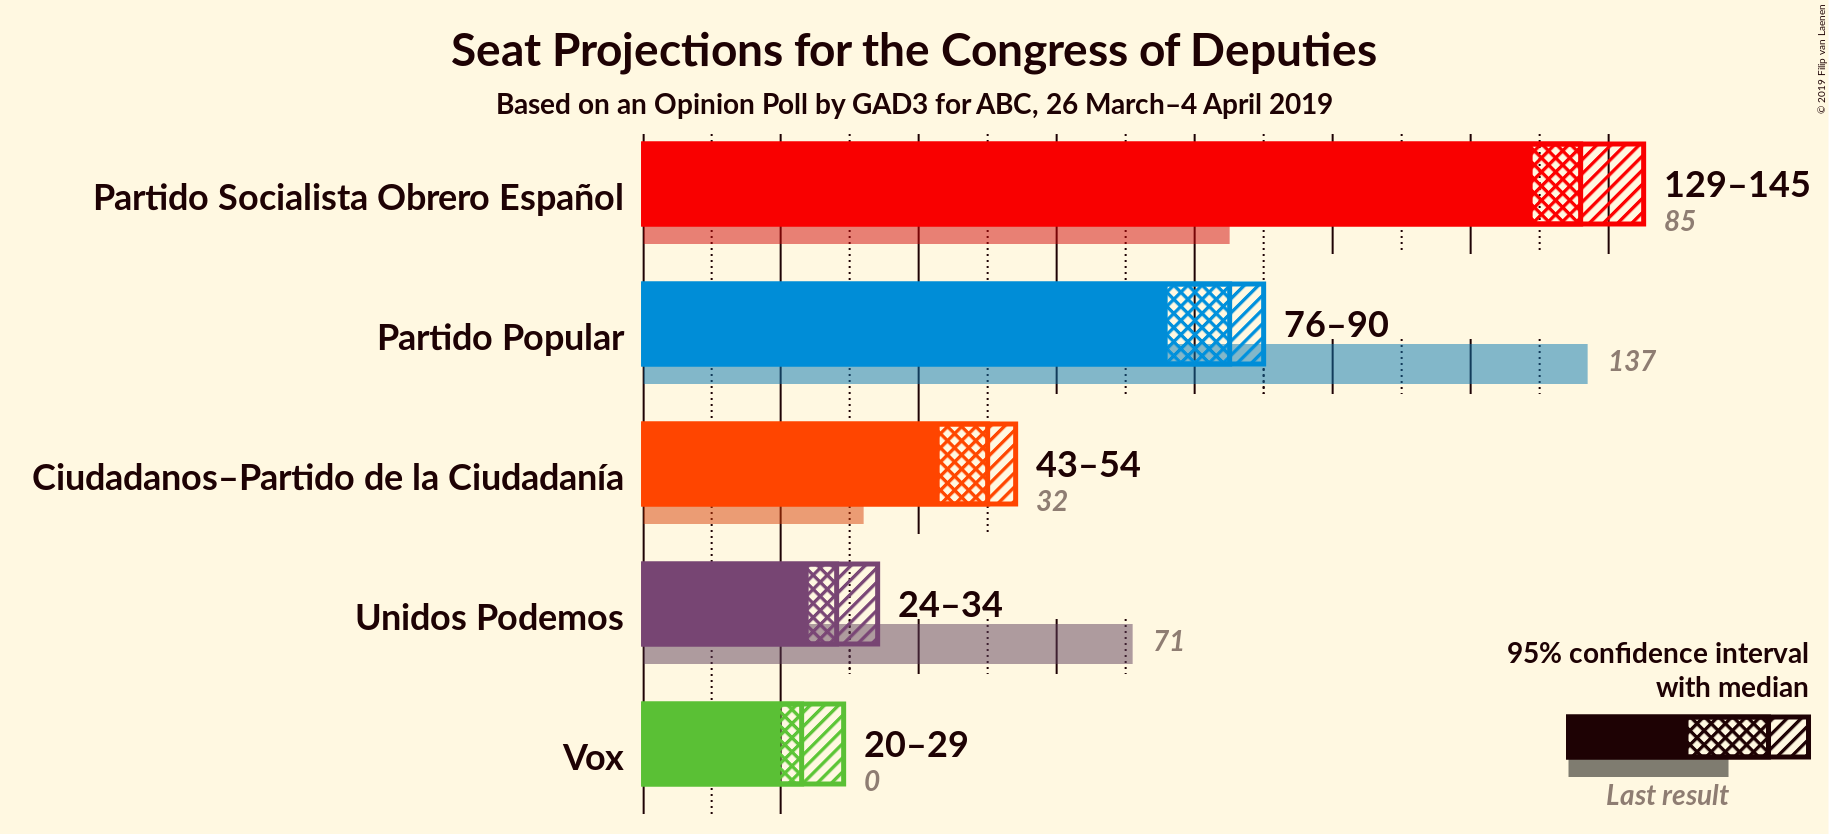 Seat Projections for the Congress of Deputies
Based on an Opinion Poll by GAD3 for ABC, 26 March–4 April 2019
© 2019 Filip van Laenen
Partido Socialista Obrero Español
129–145
85
Partido Popular
76–90
137
Ciudadanos–Partido de la Ciudadanía
43–54
32
Unidos Podemos
24–34
71
Vox
20–29
0
95% confidence interval
with median
Last result